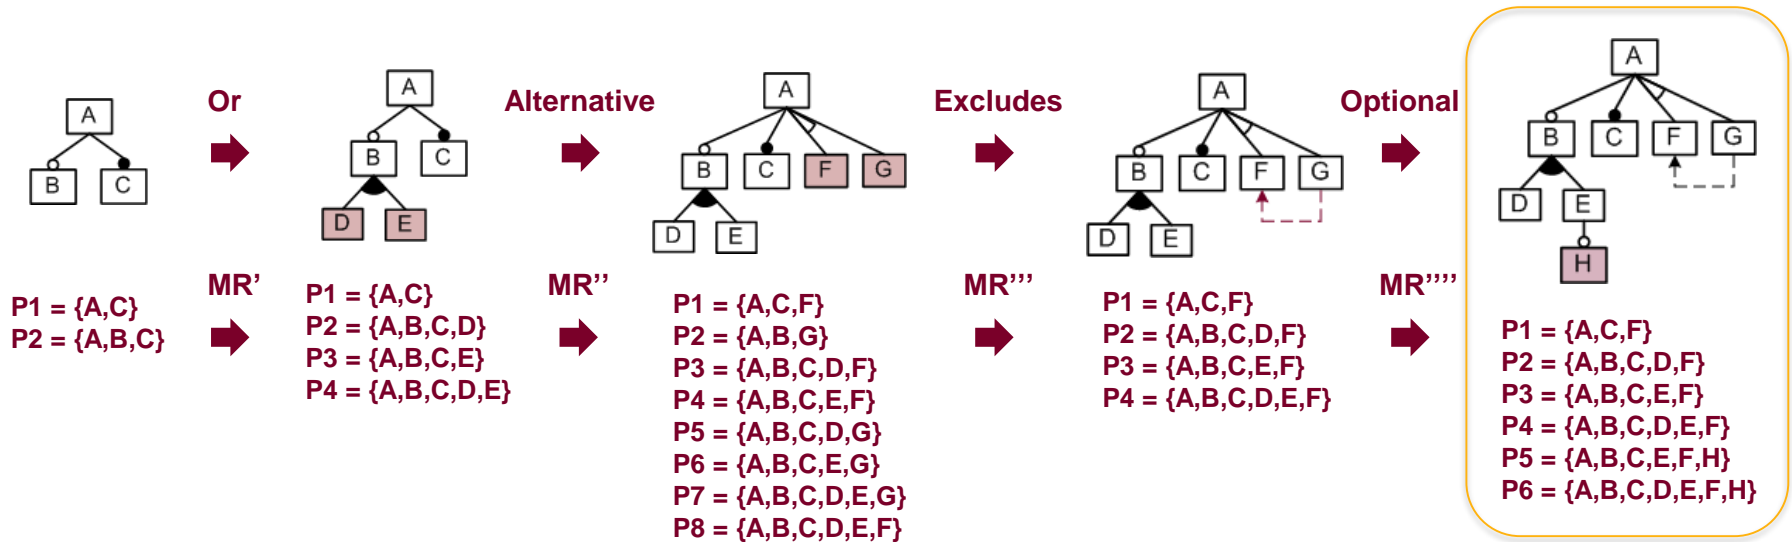 A
B
C
P1 = {A,C}
P2 = {A,B,C}
Or
MR'
A
B
C
D
E
P1 = {A,C}
P2 = {A,B,C,D}
P3 = {A,B,C,E}
P4 = {A,B,C,D,E}
Alternative
MR''
A
B
C
F
G
D
E
P1 = {A,C,F}
P2 = {A,B,G}
P3 = {A,B,C,D,F}
P4 = {A,B,C,E,F}
P5 = {A,B,C,D,G}
P6 = {A,B,C,E,G}
P7 = {A,B,C,D,E,G}
P8 = {A,B,C,D,E,F}
Excludes
MR'''
A
B
C
F
G
D
E
P1 = {A,C,F}
P2 = {A,B,C,D,F}
P3 = {A,B,C,E,F}
P4 = {A,B,C,D,E,F}
Optional
MR''''
A
B
C
F
G
D
E
H
P1 = {A,C,F}
P2 = {A,B,C,D,F}
P3 = {A,B,C,E,F}
P4 = {A,B,C,D,E,F}
P5 = {A,B,C,E,F,H}
P6 = {A,B,C,D,E,F,H}